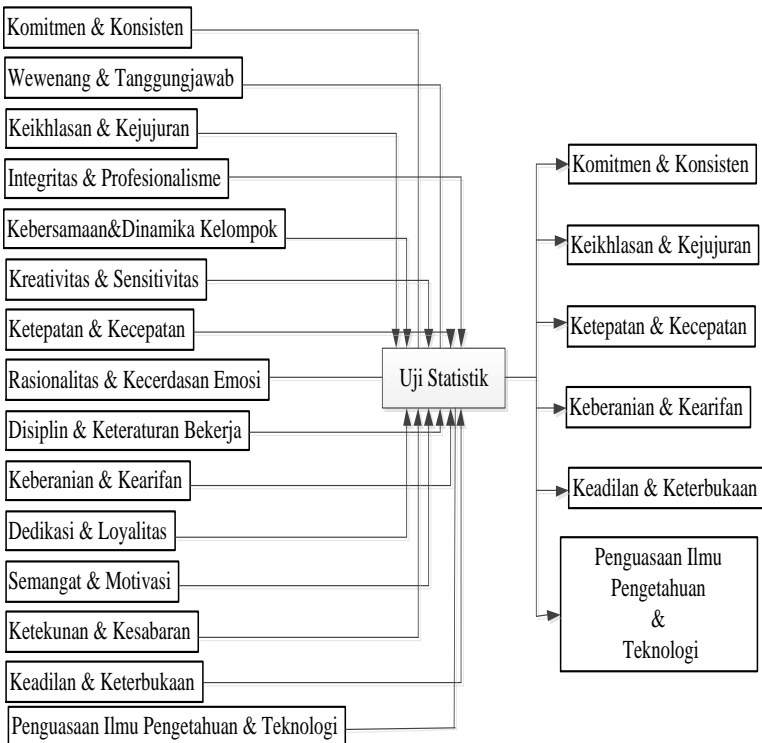 Komitmen & Konsisten
Wewenang & Tanggungjawab
Keikhlasan & Kejujuran
Integritas & Profesionalisme
Kebersamaan&Dinamika Kelompok
Kreativitas & Sensitivitas
Ketepatan & Kecepatan
Rasionalitas & Kecerdasan Emosi
Disiplin & Keteraturan Bekerja
Keberanian & Kearifan
Dedikasi & Loyalitas
Semangat & Motivasi
Ketekunan & Kesabaran
Keadilan & Keterbukaan
Penguasaan Ilmu Pengetahuan & Teknologi
Uji Statistik
Komitmen & Konsisten
Keikhlasan & Kejujuran
Ketepatan & Kecepatan
Keberanian & Kearifan
Keadilan & Keterbukaan
Penguasaan Ilmu
Pengetahuan
&
Teknologi